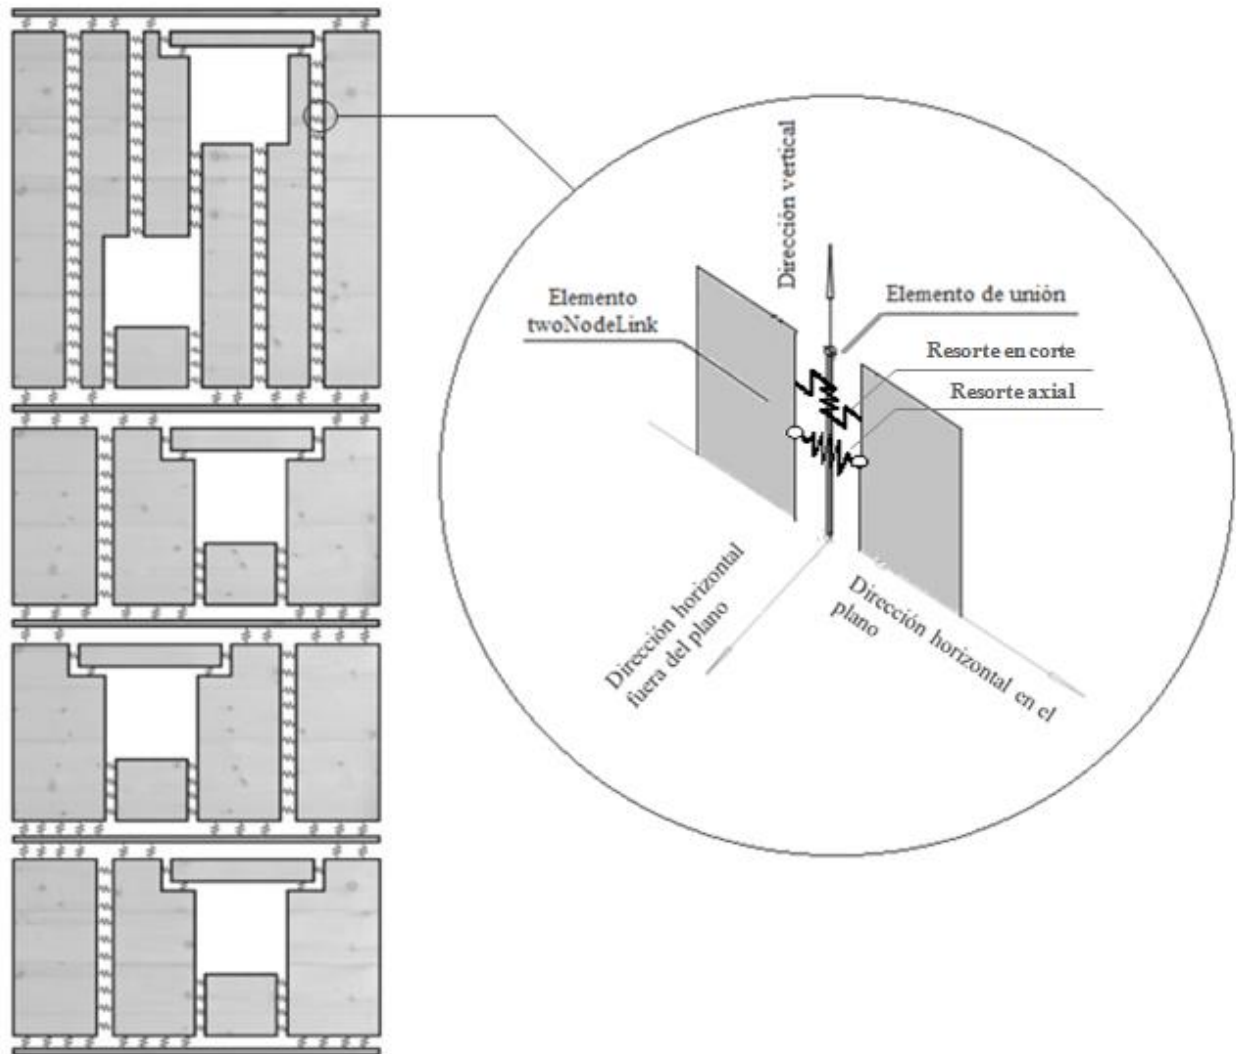 Dirección vertical
Elemento
twoNodeLink
Elemento de unión
Resorte en corte
Resorte axial
Dirección horizontal
fuera del plano
Dirección horizontal en el
plano